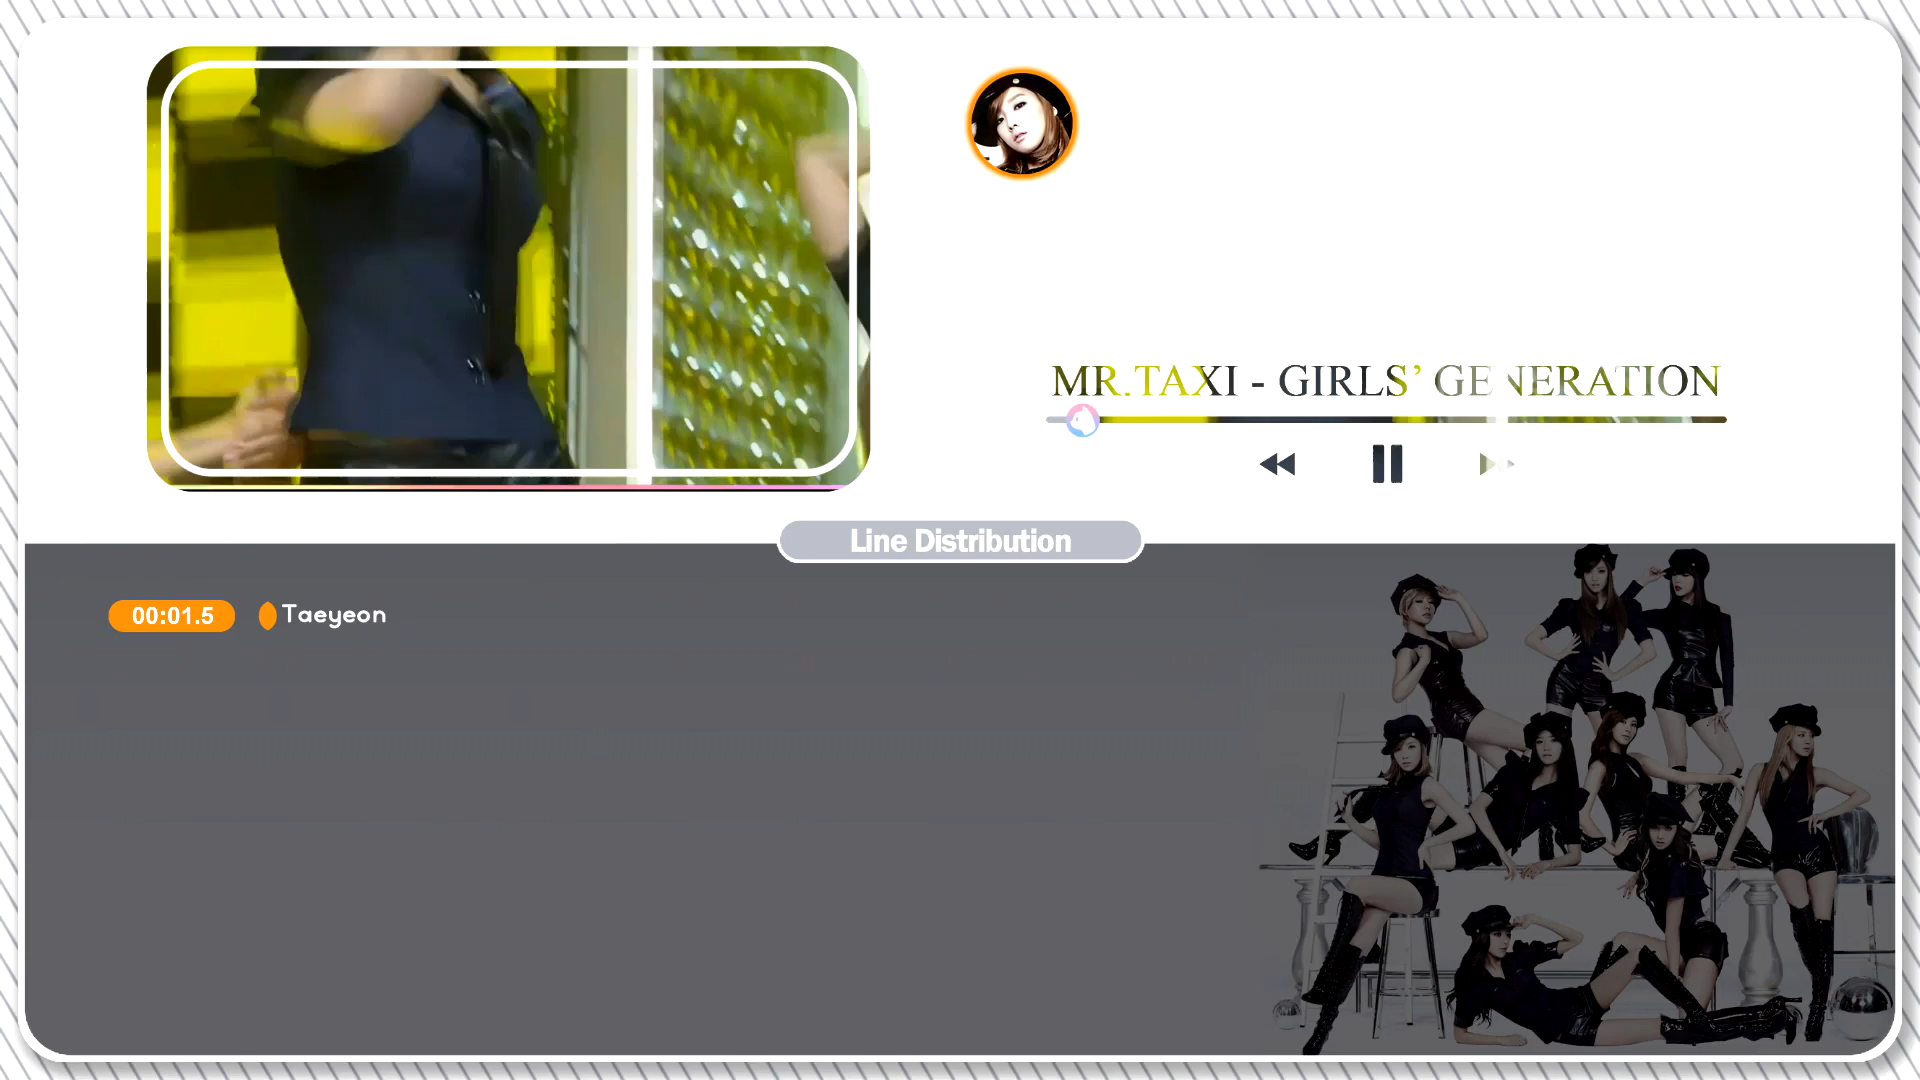 MR.TAXI - GIRLS’ GENERATION
Line Distribution
00:01.5 Taeyeon